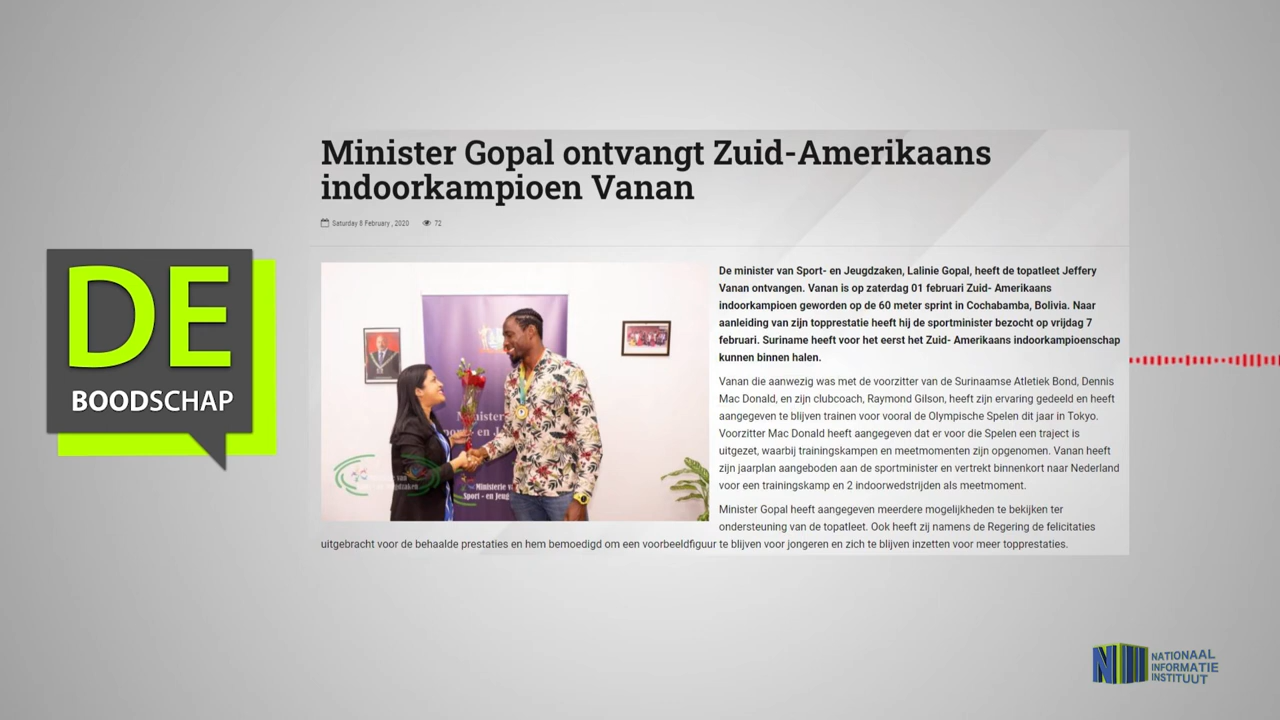 Minister Gopal ontvangt Zuid-Amerikaans
indoorkampioen Vanan
Saturday 8 February , 2020 72
DE
BOODSCHAP
De minister van Sport- en Jeugdzaken, Lalinie Gopal, heeft de topatleet Jeffery
Vanan ontvangen. Vanan is op zaterdag 01 februari Zuid- Amerikaans
indoorkampioen geworden op de 60 meter sprint in Cochabamba, Bolivia. Naar
aanleiding van zijn topprestatie heeft hij de sportminister bezocht op vrijdag 7
februari. Suriname heeft voor het eerst het Zuid- Amerikaans indoorkampioenschap
kunnen binnen halen.
Vanan die aanwezig was met de voorzitter van de Surinaamse Atletiek Bond, Dennis
Mac Donald, en zijn clubcoach, Raymond Gilson, heeft zijn ervaring gedeeld en heeft
aangegeven te blijven trainen voor vooral de Olympische Spelen dit jaar in Tokyo.
Voorzitter Mac Donald heeft aangegeven dat er voor die Spelen een traject is
uitgezet, waarbij trainingskampen en meetmomenten zijn opgenomen. Vanan heeft
zijn jaarplan aangeboden aan de sportminister en vertrekt binnenkort naar Nederland
voor een trainingskamp en 2 indoorwedstrijden als meetmoment.
Minister Gopal heeft aangegeven meerdere mogelijkheden te bekijken ter
ondersteuning van de topatleet. Ook heeft zij namens de Regering de felicitaties
uitgebracht voor de behaalde prestaties en hem bemoedigd om een voorbeeldfiguur te blijven voor jongeren en zich te blijven inzetten voor meer topprestaties.
Ministerie v
Sport - en Jeug
NATIONAAL
INFORMATIE
INSTITUUT